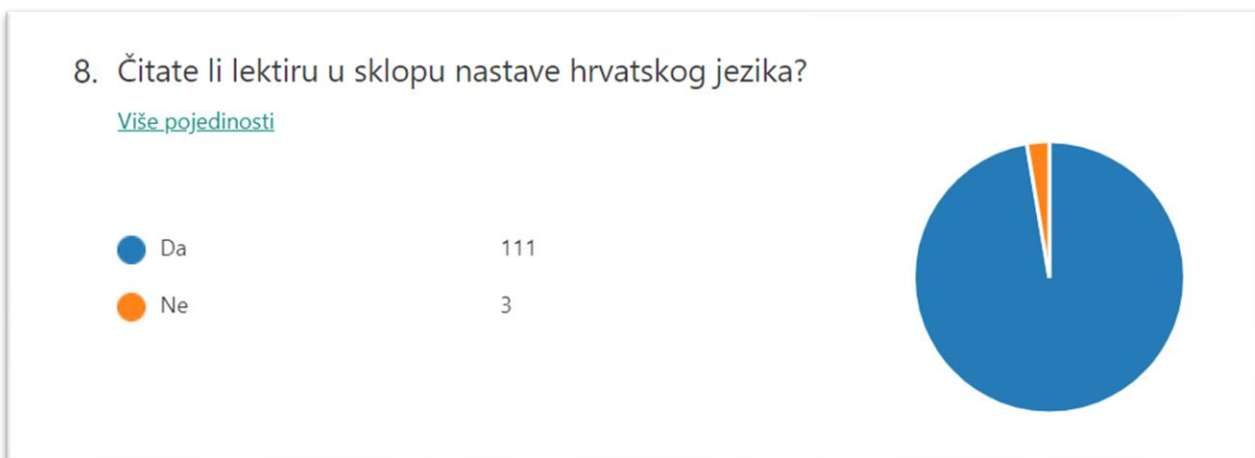 8. Čitate li lektiru u sklopu nastave hrvatskog jezika?
Više pojedinosti
Da 111
Ne 3